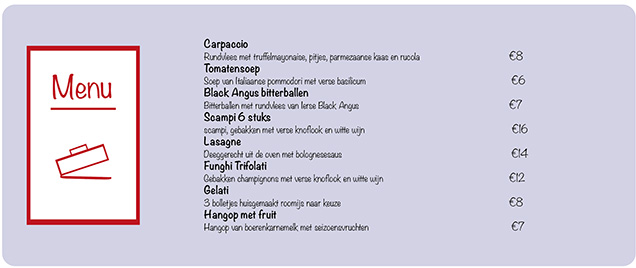 Menu
Carpaccio
Rundvlees met truffelmayonaise, pitjes, parmezaanse kaas en rucola €8
Tomatensoep
Soep van Italiaanse pommodori met verse basilicum €6
Black Angus bitterballen
Bitterballen met rundvlees van Ierse Black Angus €7
Scampi 6 stuks
scampi, gebakken met verse knoflook en witte wijn €16
Lasagne
Deeggerecht uit de oven met bolognesesaus €14
Funghi Trifolati
Gebakken champignons met verse knoflook en witte wijn €12
Gelati
3 bolletjes huisgemaakt roomijs naar keuze €8
Hangop met fruit
Hangop van boerenkarnemelk met seizoensvruchten €7